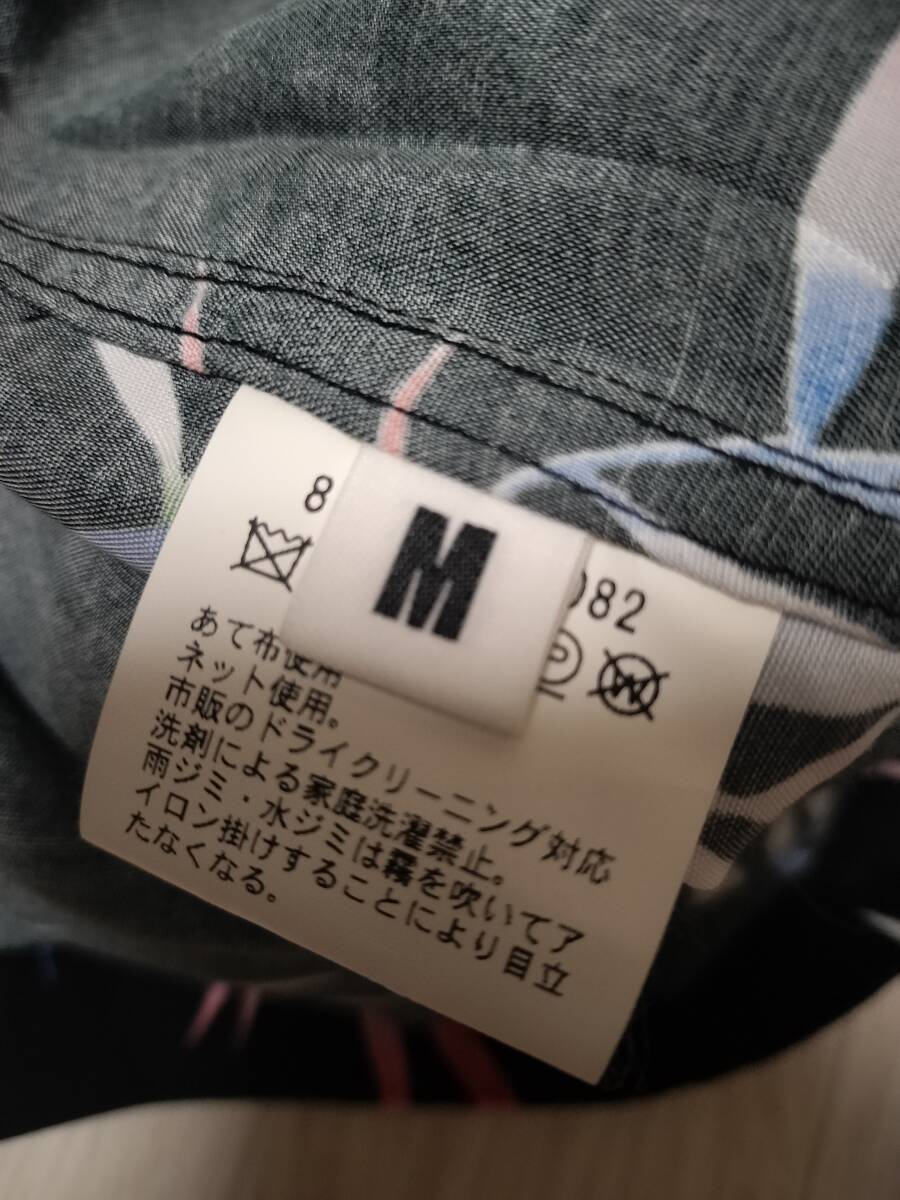 M
8
082
P W
あて布使用
ネット使用。
市販のドライクリーニング対応
洗剤による家庭洗濯禁止。
雨ジミ・水ジミは霧を吹いてア
イロン掛けすることにより目立
たなくなる。